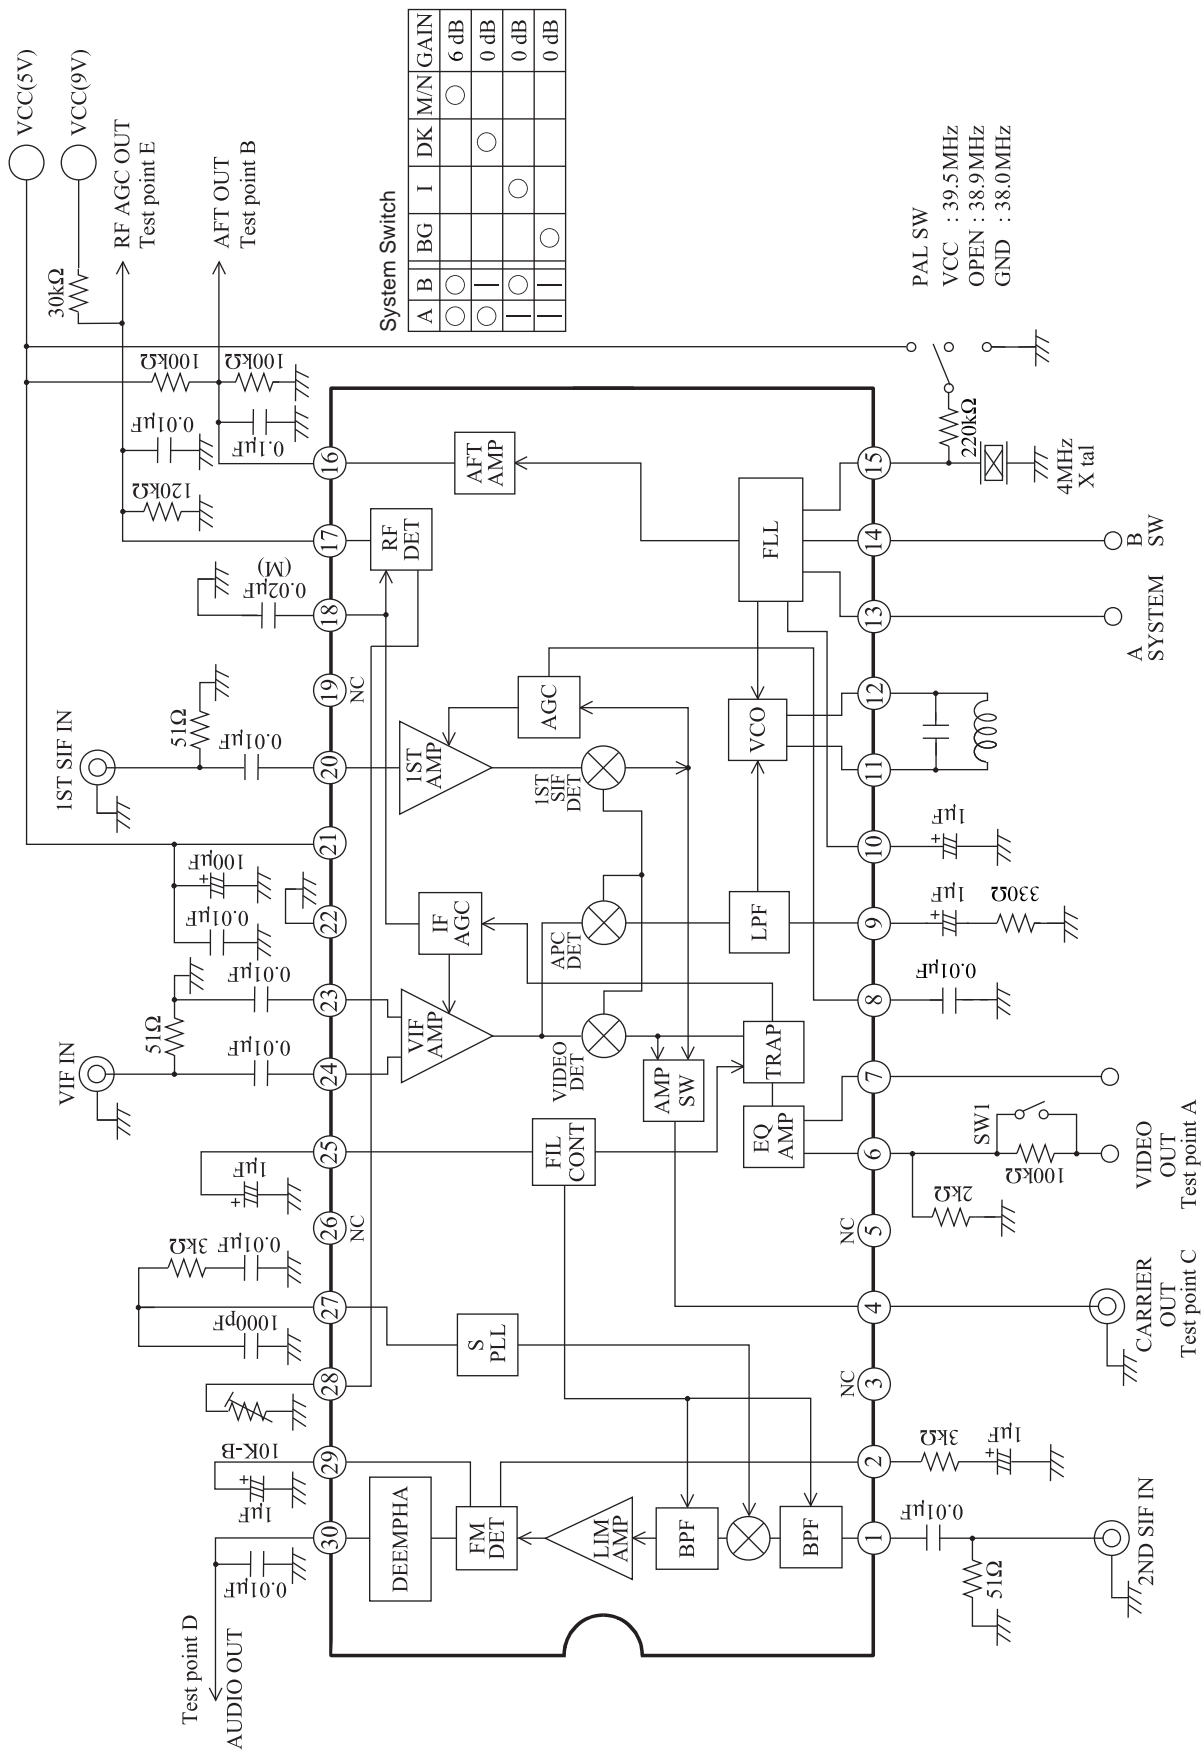 VCC(5V)
VCC(9V)
RF AGC OUT
Test point E
AFT OUT
Test point B
30kΩ
100kΩ
100kΩ
0.01µF
0.1µF
120kΩ
0.02µF
(M)
1ST SIF IN
51Ω
0.01µF
100µF
+
0.01µF
VIF IN
51Ω
0.01µF
0.01µF
1µF
+
3kΩ
0.01µF
1000pF
10K-B
1µF
+
0.01µF
Test point D
AUDIO OUT
System Switch
A B BG I DK M/N GAIN
6 dB
0 dB
0 dB
0 dB
30
29
28
27
26
NC
25
24
23
22
21
20
19
NC
18
17
16
DEEMPHA
FM
DET
LIM
AMP
BPF
BPF
S
PLL
FIL
CONT
VIF
AMP
IF
AGC
VIDEO
DET
APC
DET
1ST
AMP
1ST
SIF
DET
AGC
RF
DET
AFT
AMP
AMP
SW
TRAP
EQ
AMP
LPF
VCO
FLL
1
2
3
NC
4
5
NC
6
7
8
9
10
11
12
13
14
15
0.01µF
51Ω
2ND SIF IN
3kΩ
1µF
+
CARRIER
OUT
Test point C
2kΩ
100kΩ
SW1
VIDEO
OUT
Test point A
0.01µF
1µF
+
330Ω
1µF
+
A
SYSTEM
B
SW
220kΩ
4MHz
X tal
PAL SW
VCC : 39.5MHz
OPEN : 38.9MHz
GND : 38.0MHz